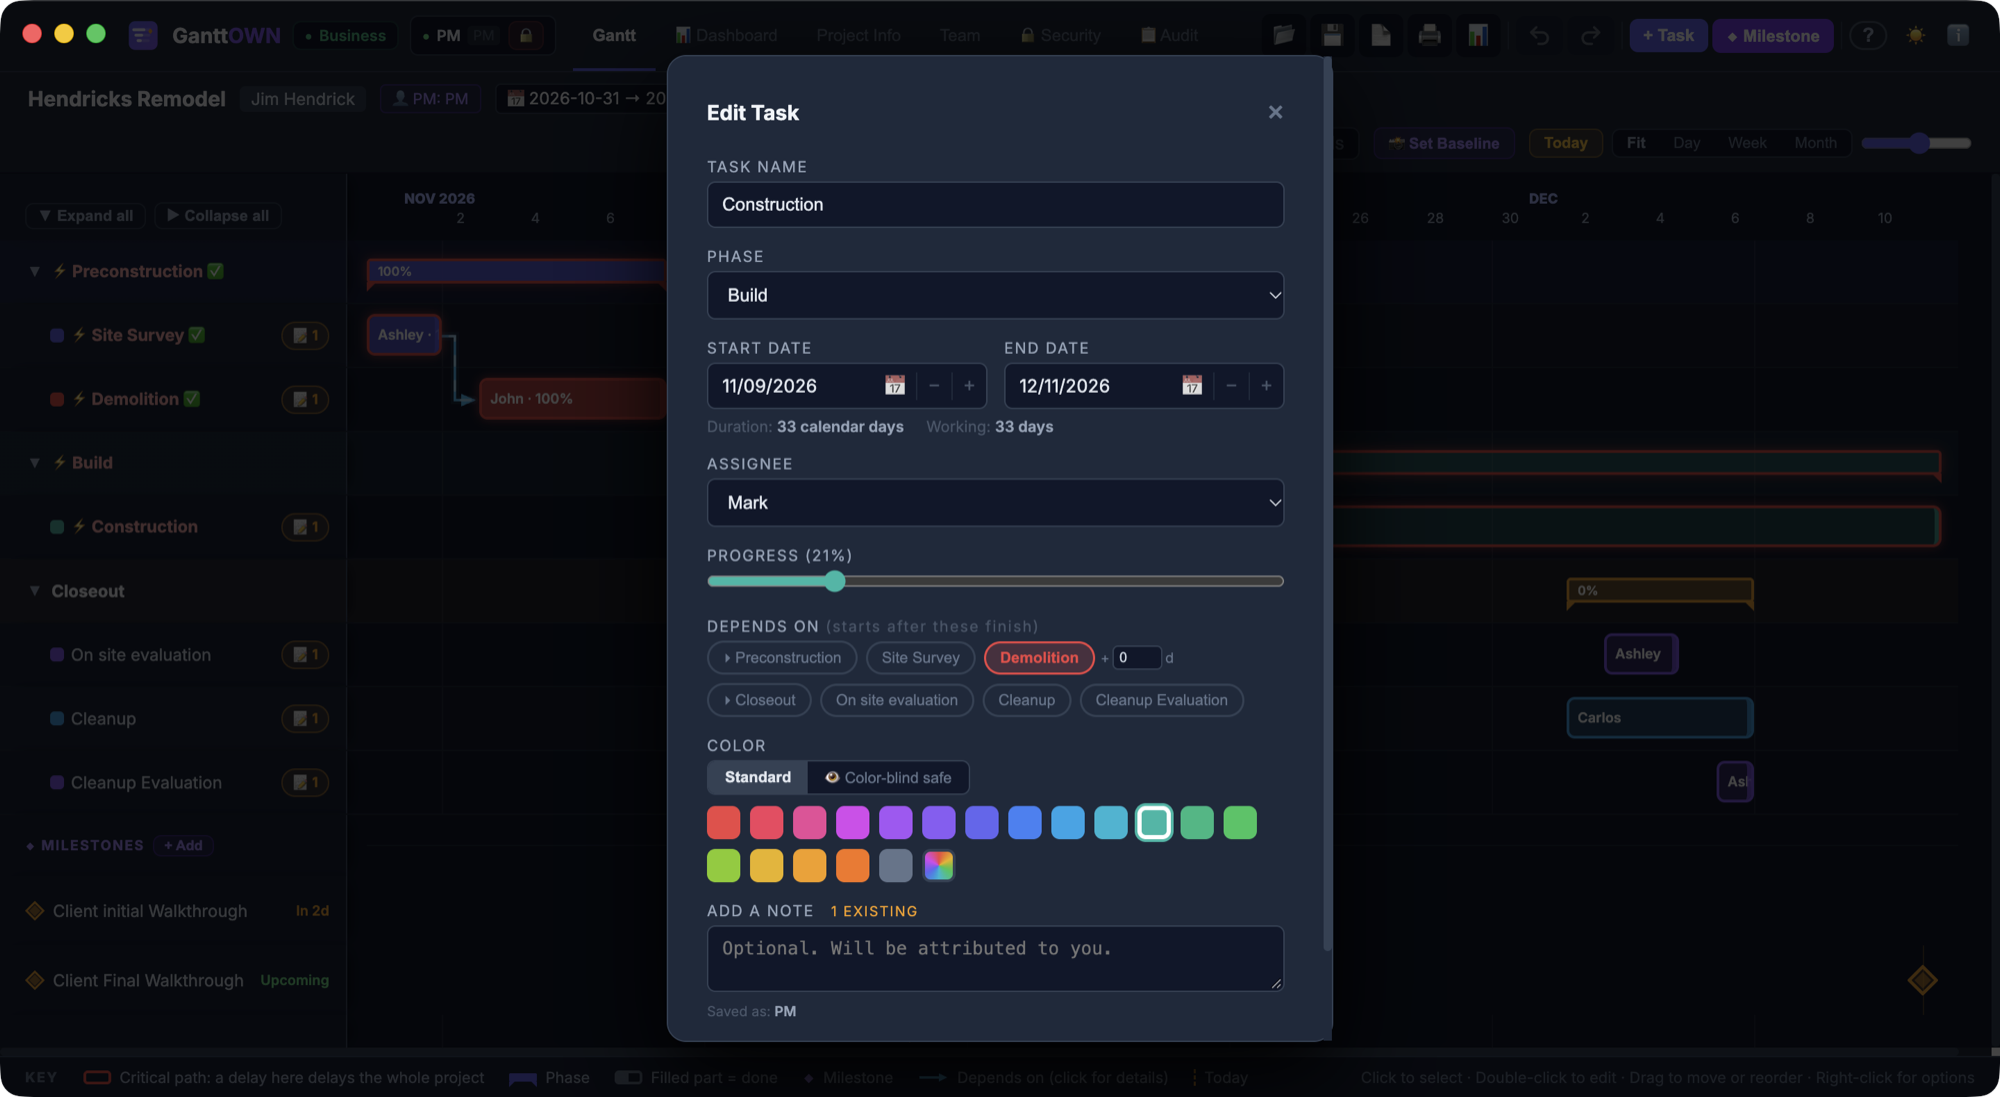 GanttOWN
Business
PM PM
Gantt
Dashboard
Project Info
Team
Security
Audit
+ Task
Milestone
?
Hendricks Remodel
Jim Hendrick
PM: PM
2026-10-31 → 20
s
Set Baseline
Today
Fit
Day
Week
Month
▼ Expand all
▶ Collapse all
NOV 2026
2 4 6
26 28 30
DEC
2 4 6 8 10
Preconstruction
100%
Site Survey
1
Ashley ·
Demolition
1
John · 100%
Build
Construction
1
Closeout
0%
On site evaluation
1
Ashley
Cleanup
1
Carlos
Cleanup Evaluation
1
Ash
MILESTONES
+ Add
Client initial Walkthrough
In 2d
Client Final Walkthrough
Upcoming
Edit Task
×
TASK NAME
Construction
PHASE
Build
START DATE
END DATE
11/09/2026
17
− +
12/11/2026
17
− +
Duration: 33 calendar days
Working: 33 days
ASSIGNEE
Mark
PROGRESS (21%)
DEPENDS ON (starts after these finish)
Preconstruction
Site Survey
Demolition
+ 0 d
Closeout
On site evaluation
Cleanup
Cleanup Evaluation
COLOR
Standard
Color-blind safe
ADD A NOTE
1 EXISTING
Optional. Will be attributed to you.
Saved as: PM
KEY
Critical path: a delay here delays the whole project
Phase
Filled part = done
Milestone
Depends on (click for details)
Today
Click to select · Double-click to edit · Drag to move or reorder · Right-click for options